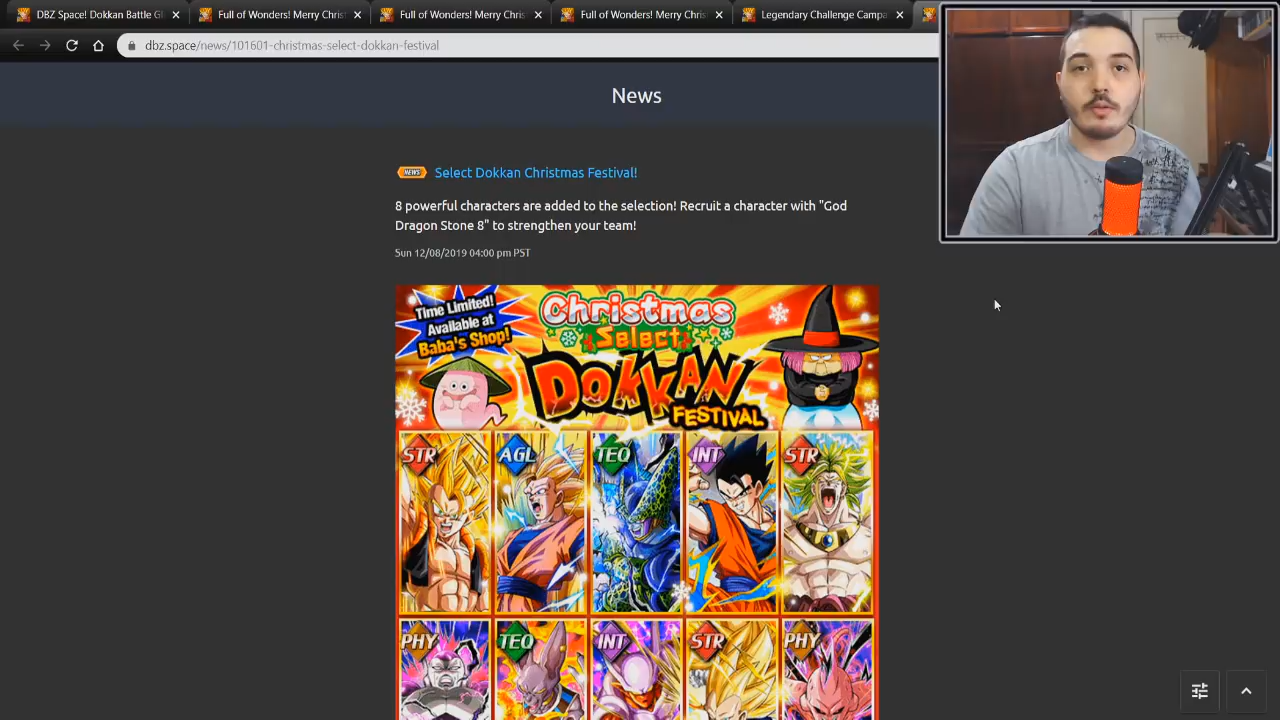 DBZ Space! Dokkan Battle Gl
Full of Wonders! Merry Christ
Full of Wonders! Merry Chris
Full of Wonders! Merry Chris
Legendary Challenge Campa
dbz.space/news/101601-christmas-select-dokkan-festival
News
NEWS
Select Dokkan Christmas Festival!
8 powerful characters are added to the selection! Recruit a character with "God
Dragon Stone 8" to strengthen your team!
Sun 12/08/2019 04:00 pm PST
Time Limited!
Available at
Baba's Shop!
Christmas
Select
DOKKAN
FESTIVAL
STR
AGL
TEQ
INT
STR
PHY
TEQ
INT
STR
PHY